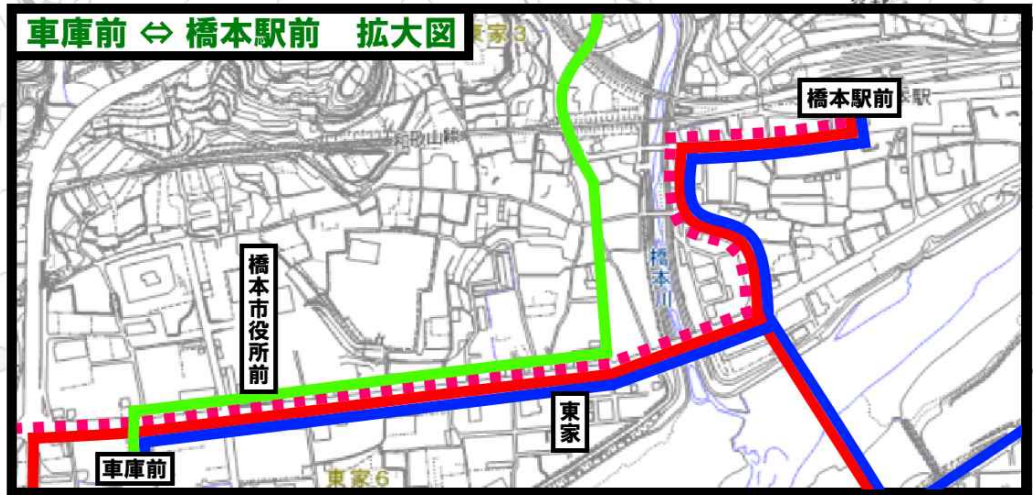 車庫前 ⇔ 橋本駅前 拡大図
東家3
橋本駅前
駅
和歌山線
橋本市役所前
橋本川
東家
車庫前
東家6